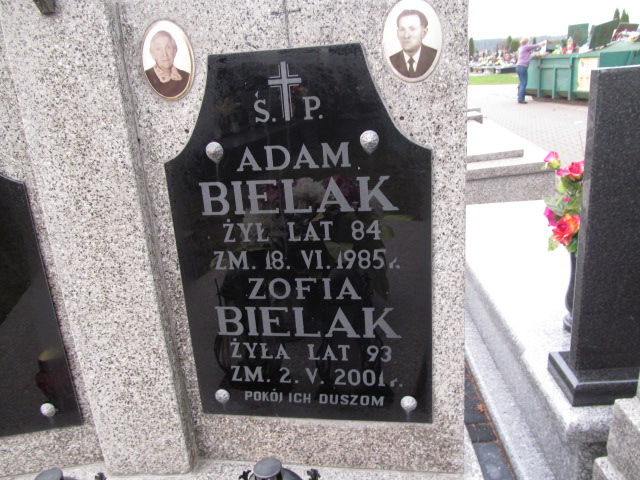 Ś. P.
ADAM
BIELAK
ŻYŁ LAT 84
ZM. 18. VI. 1985 r.
ZOFIA
BIELAK
ŻYŁA LAT 93
ZM. 2. V. 2001 r.
POKÓJ ICH DUSZOM